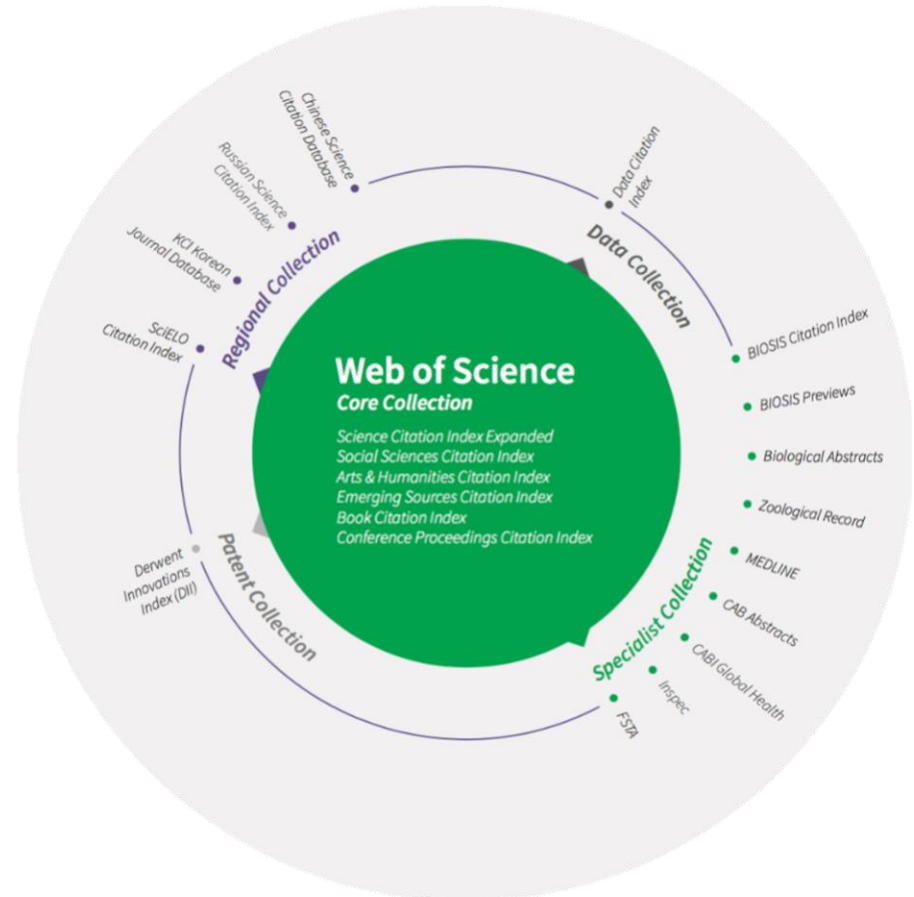 Web of Science
Core Collection
Science Citation Index Expanded
Social Sciences Citation Index
Arts & Humanities Citation Index
Emerging Sources Citation Index
Book Citation Index
Conference Proceedings Citation Index
Data Collection
Data Citation
Index
Specialist Collection
BIOSIS Citation Index
BIOSIS Previews
Biological Abstracts
Zoological Record
MEDLINE
CAB Abstracts
CABI Global Health
Inspec
FSTA
Patent Collection
Derwent
Innovations
Index (DII)
Regional Collection
SciELO
Citation Index
KCI Korean
Journal Database
Russian Science
Citation Index
Chinese Science
Citation Database